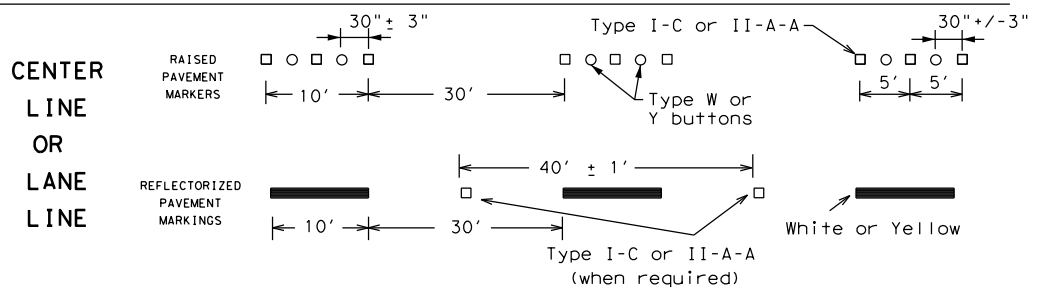 CENTER
LINE
OR
LANE
LINE
RAISED
PAVEMENT
MARKERS
30"± 3"
10'
30'
Type I-C or II-A-A
Type W or
Y buttons
30"+/-3"
5'
5'
REFLECTORIZED
PAVEMENT
MARKINGS
40' ± 1'
10'
30'
Type I-C or II-A-A
(when required)
White or Yellow